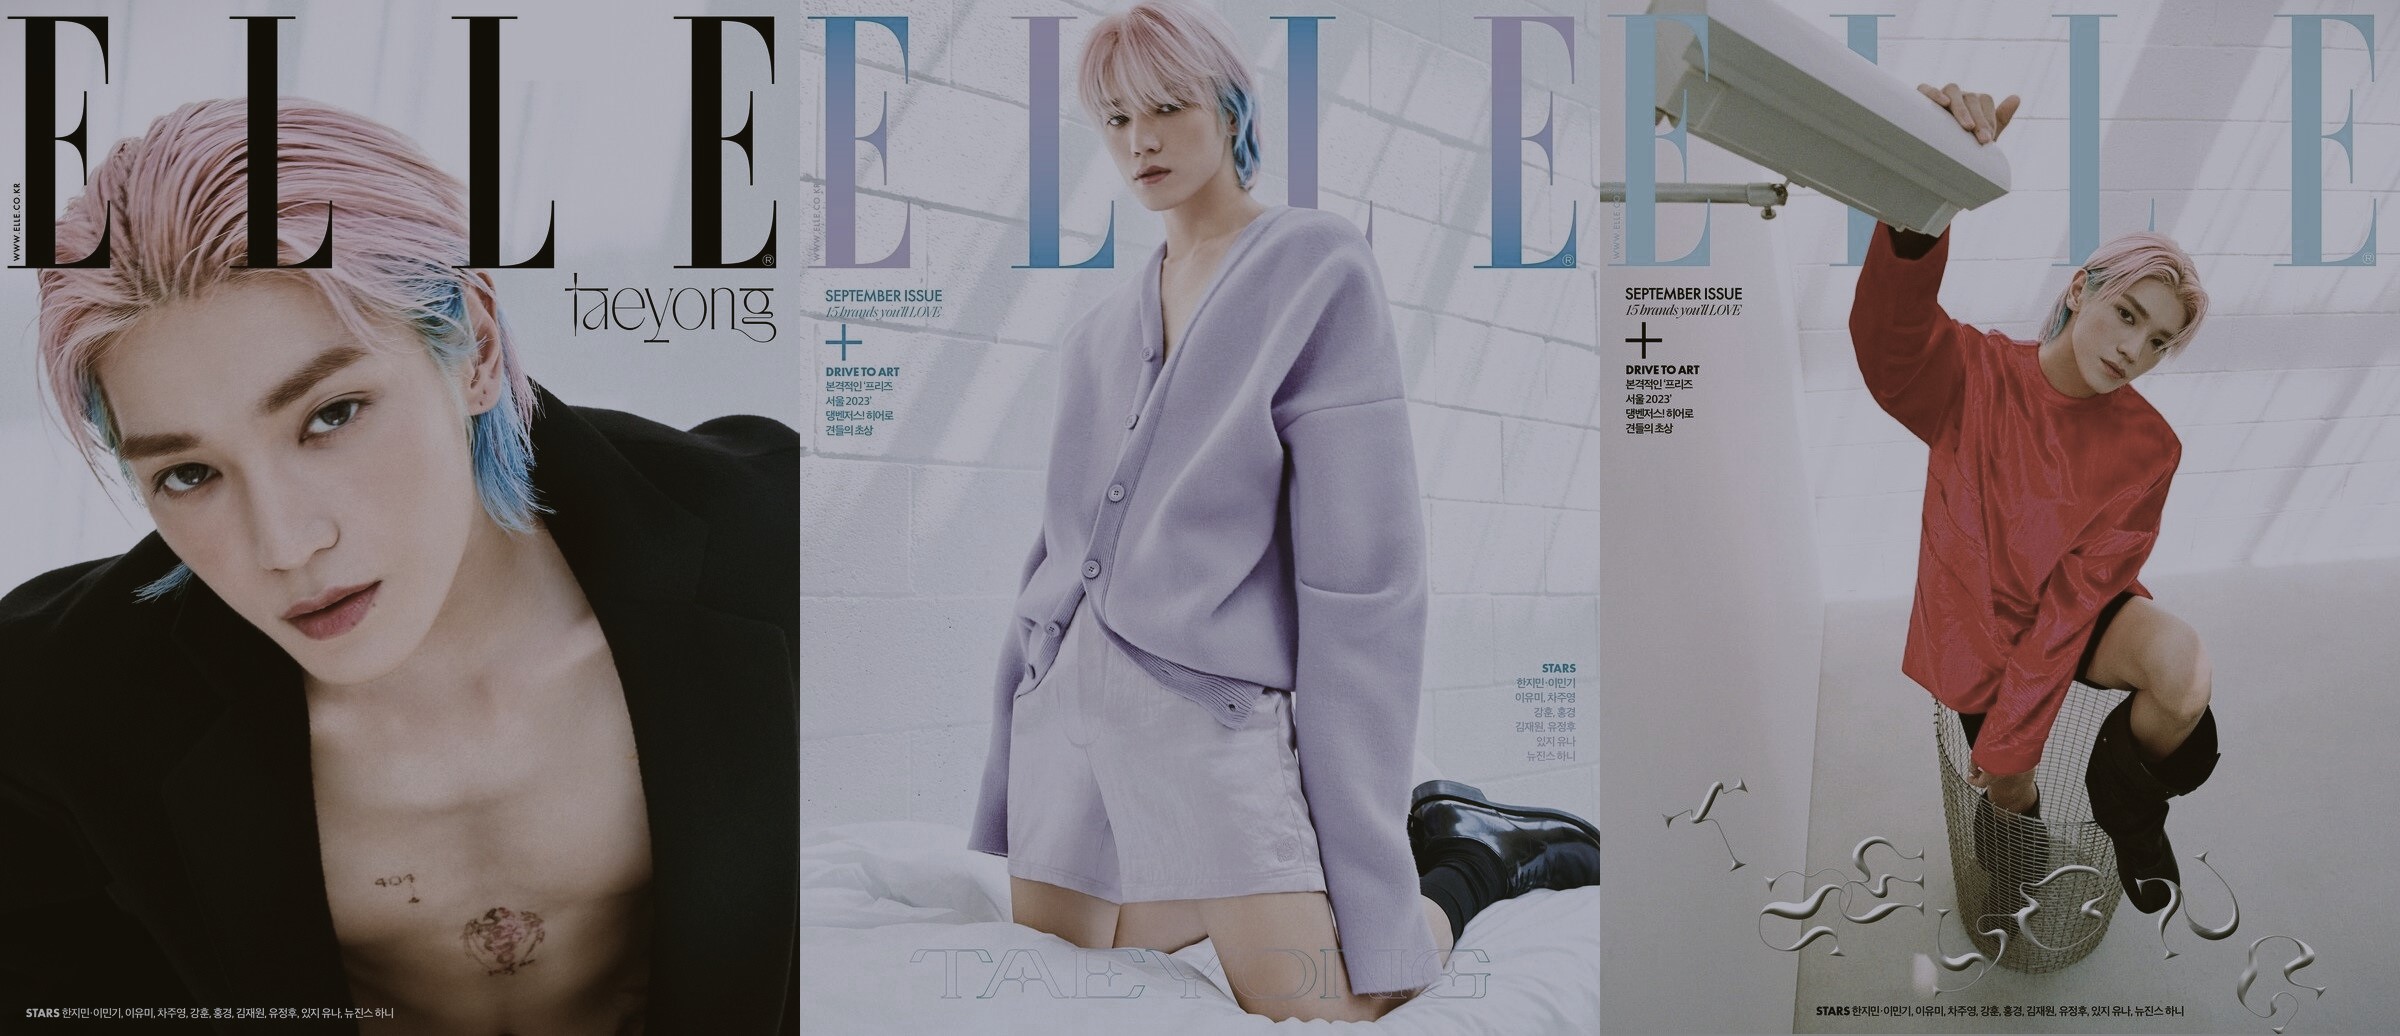 ELLE
WWW.ELLE.CO.KR
taeyong
STARS 한지민·이민기, 이유미, 차주영, 강훈, 홍경, 김재원, 유정후, 있지 유나, 뉴진스 하니
ELLE
WWW.ELLE.CO.KR
SEPTEMBER ISSUE
15 brands you'll LOVE
+
DRIVE TO ART
본격적인 '프리즈
서울 2023'
댕벤저스! 히어로
견들의 초상
STARS
한지민·이민기
이유미, 차주영
강훈, 홍경
김재원, 유정후
있지 유나
뉴진스 하니
TAEYONG
ELLE
WWW.ELLE
SEPTEMBER ISSUE
15 brands you'll LOVE
+
DRIVE TO ART
본격적인 '프리즈
서울 2023'
댕벤저스! 히어로
견들의 초상
404
STARS 한지민·이민기, 이유미, 차주영, 강훈, 홍경, 김재원, 유정후, 있지 유나, 뉴진스 하니